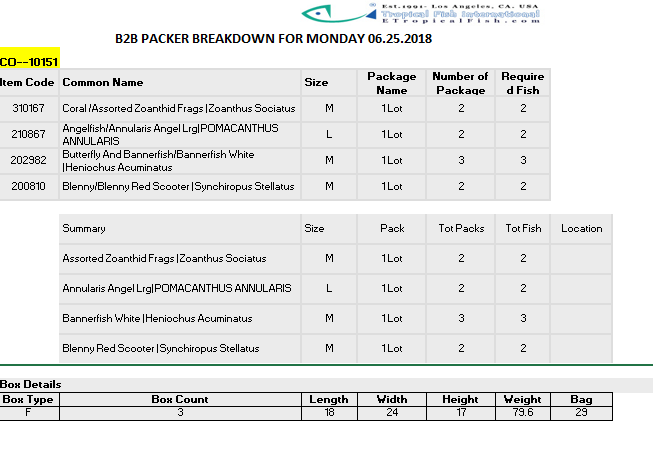 Est.1991- Los Angeles, CA. USA
Tropical Fish International
ETropicalFish.com
B2B PACKER BREAKDOWN FOR MONDAY 06.25.2018
CO--10151
Item Code Common Name Size Package Name Number of Package Require d Fish
310167 Coral /Assorted Zoanthid Frags |Zoanthus Sociatus M 1 Lot 2 2
210867 Angelfish/Annularis Angel Lrg|POMACANTHUS ANNULARIS L 1 Lot 2 2
202982 Butterfly And Bannerfish/Bannerfish White |Heniochus Acuminatus M 1 Lot 3 3
200810 Blenny/Blenny Red Scooter |Synchiropus Stellatus M 1 Lot 2 2
Summary Size Pack Tot Packs Tot Fish Location
Assorted Zoanthid Frags |Zoanthus Sociatus M 1 Lot 2 2
Annularis Angel Lrg|POMACANTHUS ANNULARIS L 1 Lot 2 2
Bannerfish White |Heniochus Acuminatus M 1 Lot 3 3
Blenny Red Scooter |Synchiropus Stellatus M 1 Lot 2 2
Box Details
Box Type Box Count Length Width Height Weight Bag
F 3 18 24 17 79.6 29